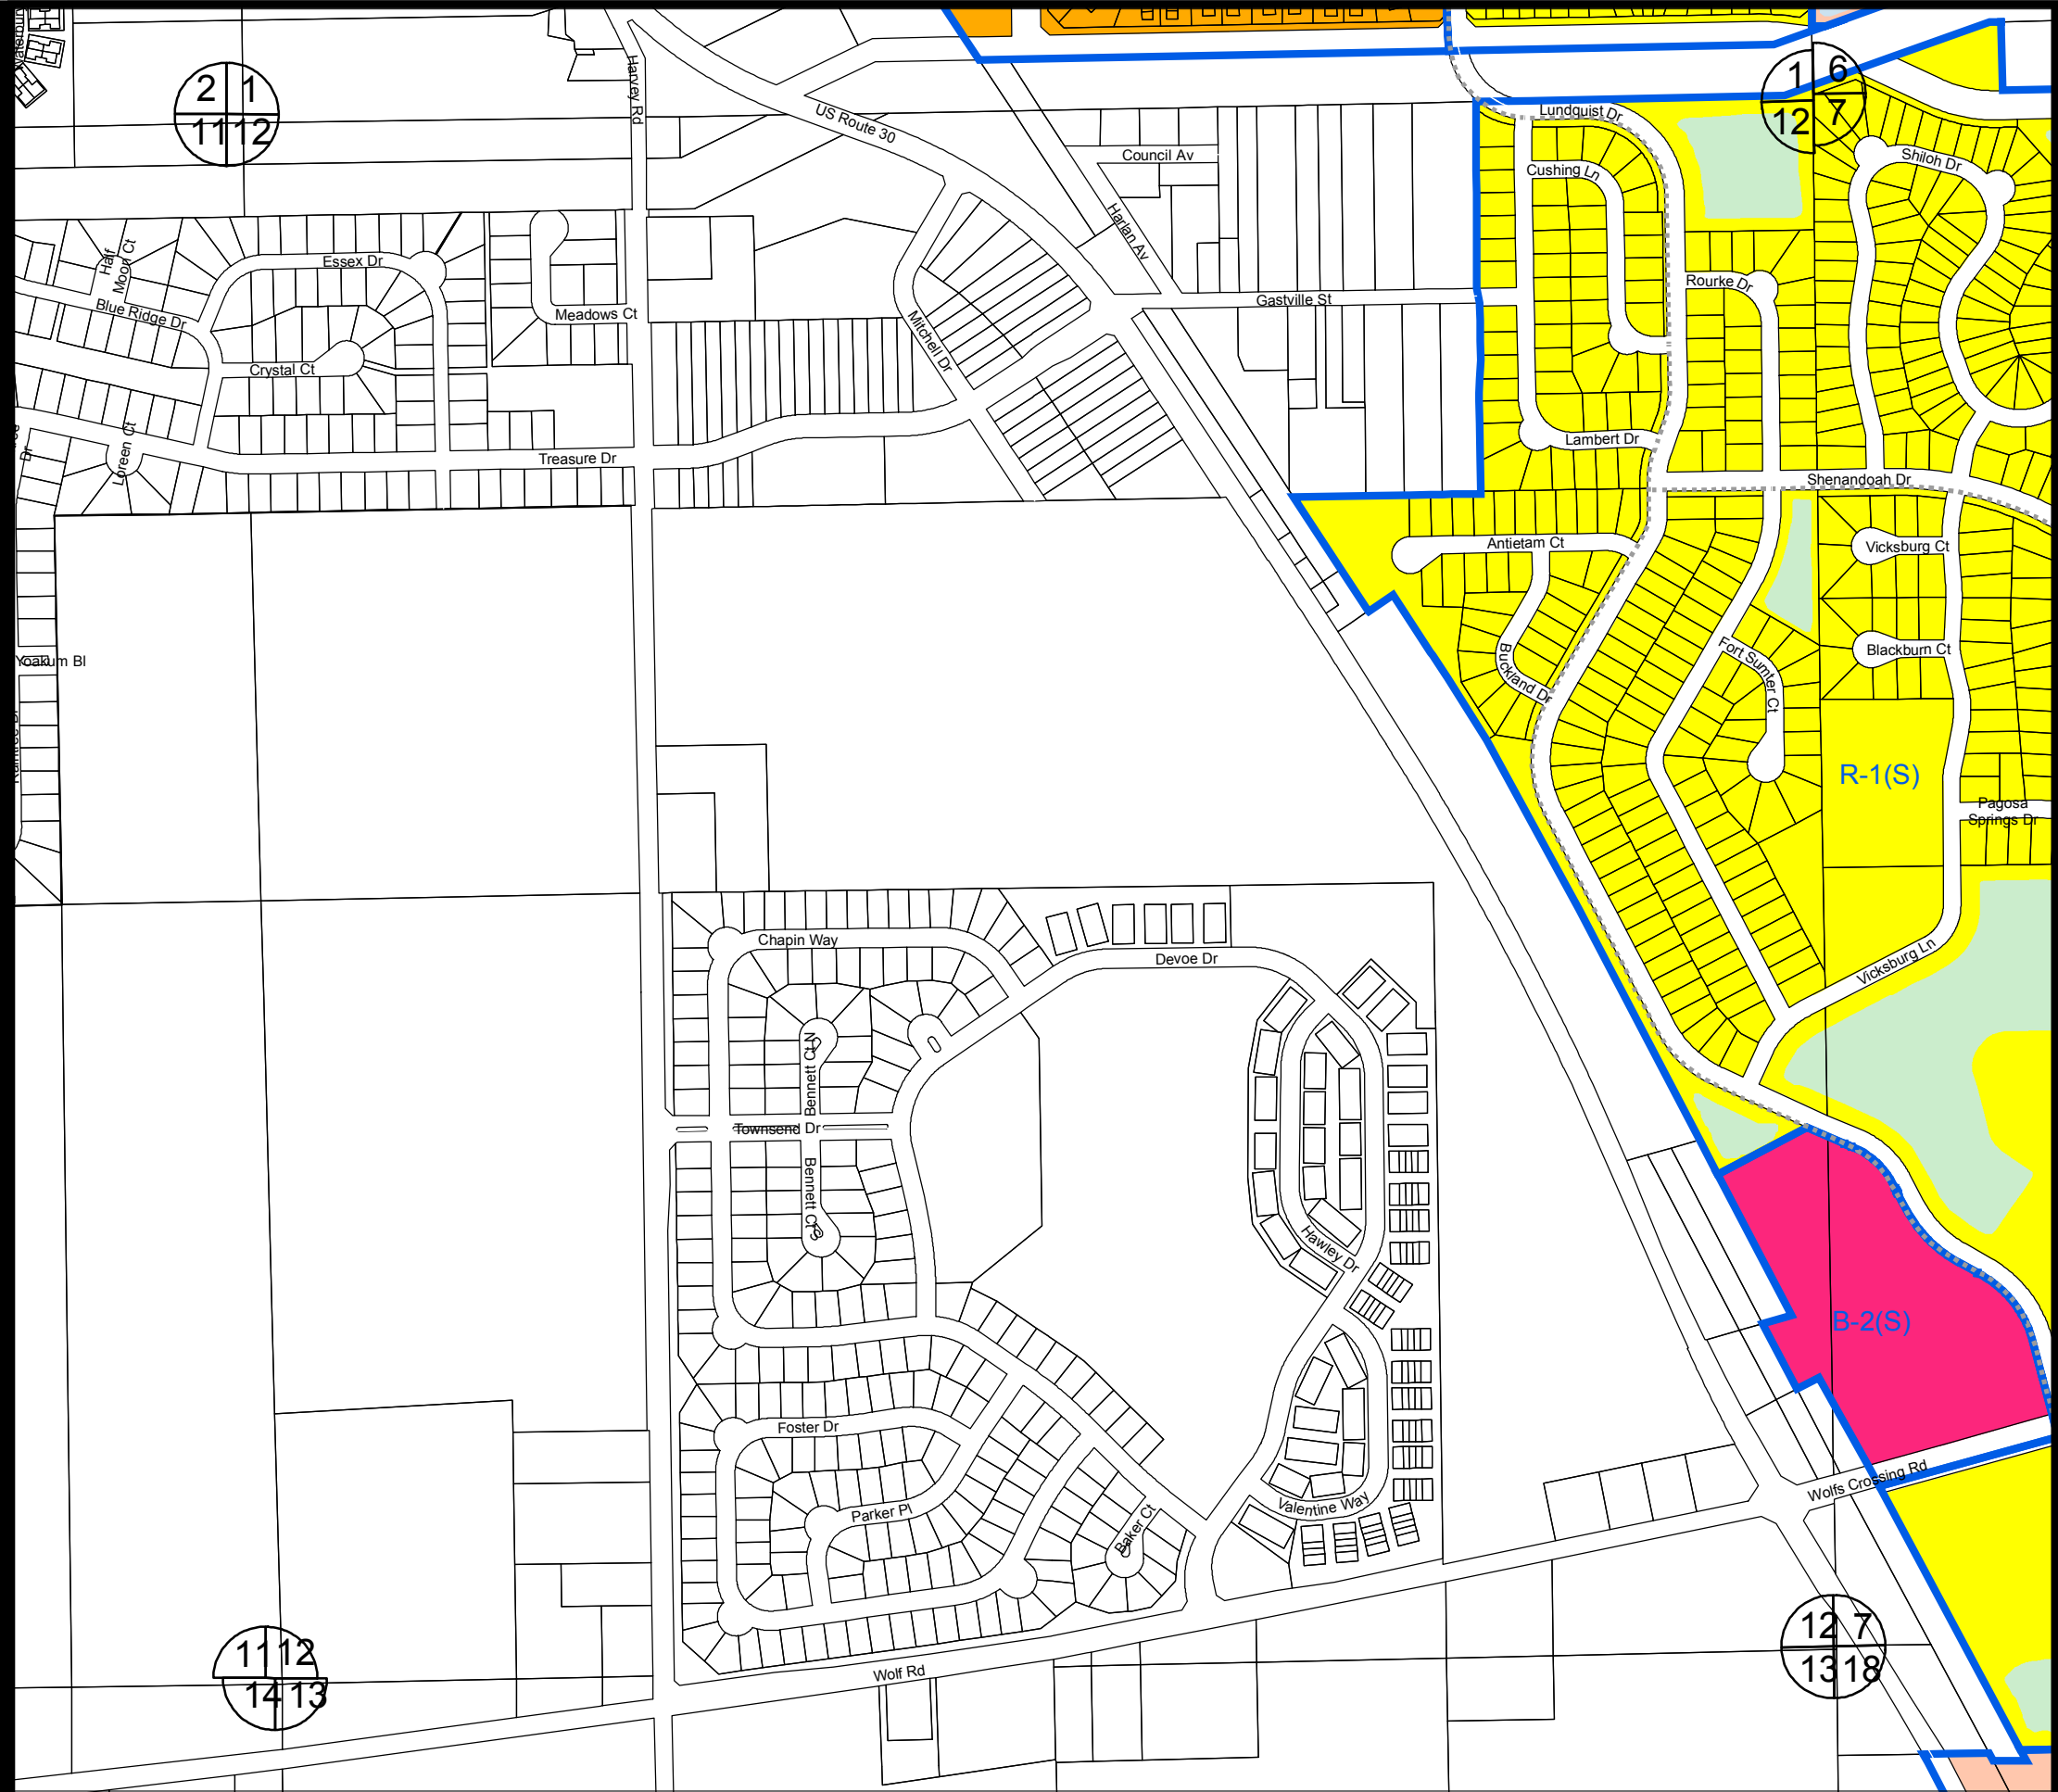 2 1
11 12
1 6
12 7
Harvey Rd
US Route 30
Lundquist Dr
Council Av
Cushing Ln
Shiloh Dr
Harlan Av
Half
Moon Ct
Essex Dr
Rourke Dr
Blue Ridge Dr
Meadows Ct
Gastville St
Mitchell Dr
Crystal Ct
Loreen Ct
Dr
Treasure Dr
Lambert Dr
Shenandoah Dr
Antietam Ct
Vicksburg Ct
Yoakum Bl
Buckland Dr
Fort Sumter Ct
Blackburn Ct
R-1(S)
Pagosa
Springs Dr
Chapin Way
Devoe Dr
Vicksburg Ln
Bennett Ct N
Townsend Dr
Bennett Ct S
Hawley Dr
B-2(S)
Foster Dr
Parker Pl
Baker Ct
Valentine Way
Wolfs Crossing Rd
Wolf Rd
11 12
14 13
12 7
13 18